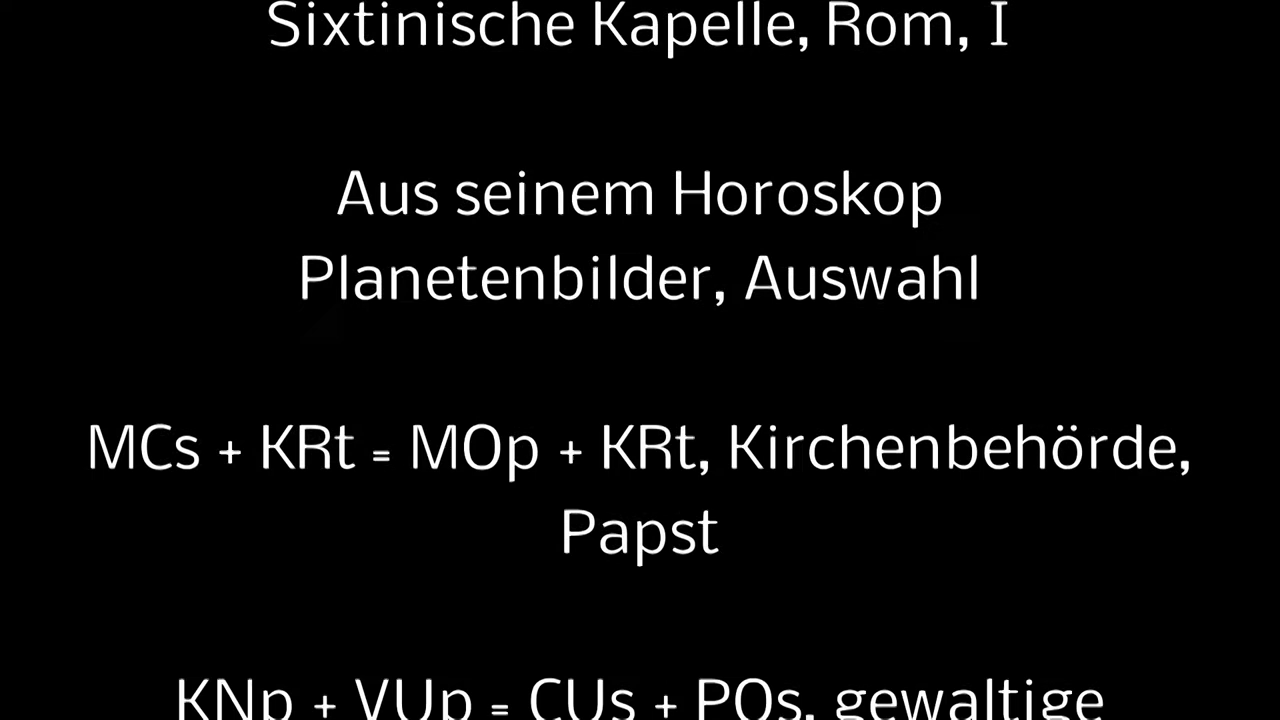 Sixtinische Kapelle, Rom, I
Aus seinem Horoskop
Planetenbilder, Auswahl
MCs + KRt = MOp + KRt, Kirchenbehörde,
Papst
KNp + VUp = CUs + POs, gewaltige